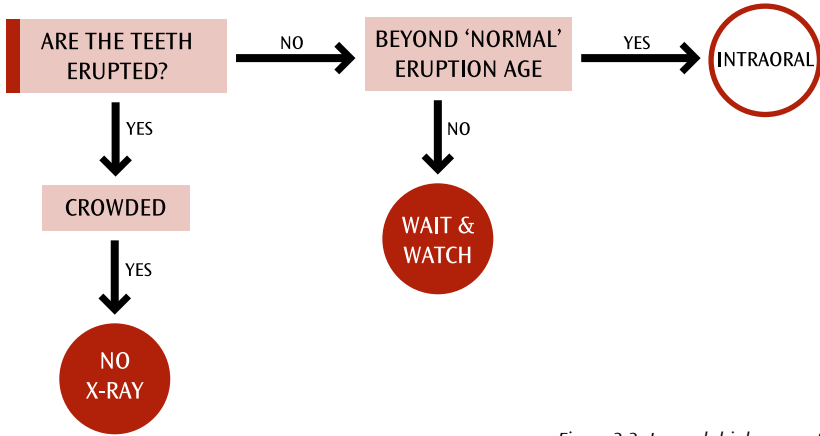 ARE THE TEETH
ERUPTED?
NO
BEYOND ‘NORMAL’
ERUPTION AGE
YES
INTRAORAL
YES
NO
CROWDED
WAIT &
WATCH
YES
NO
X-RAY